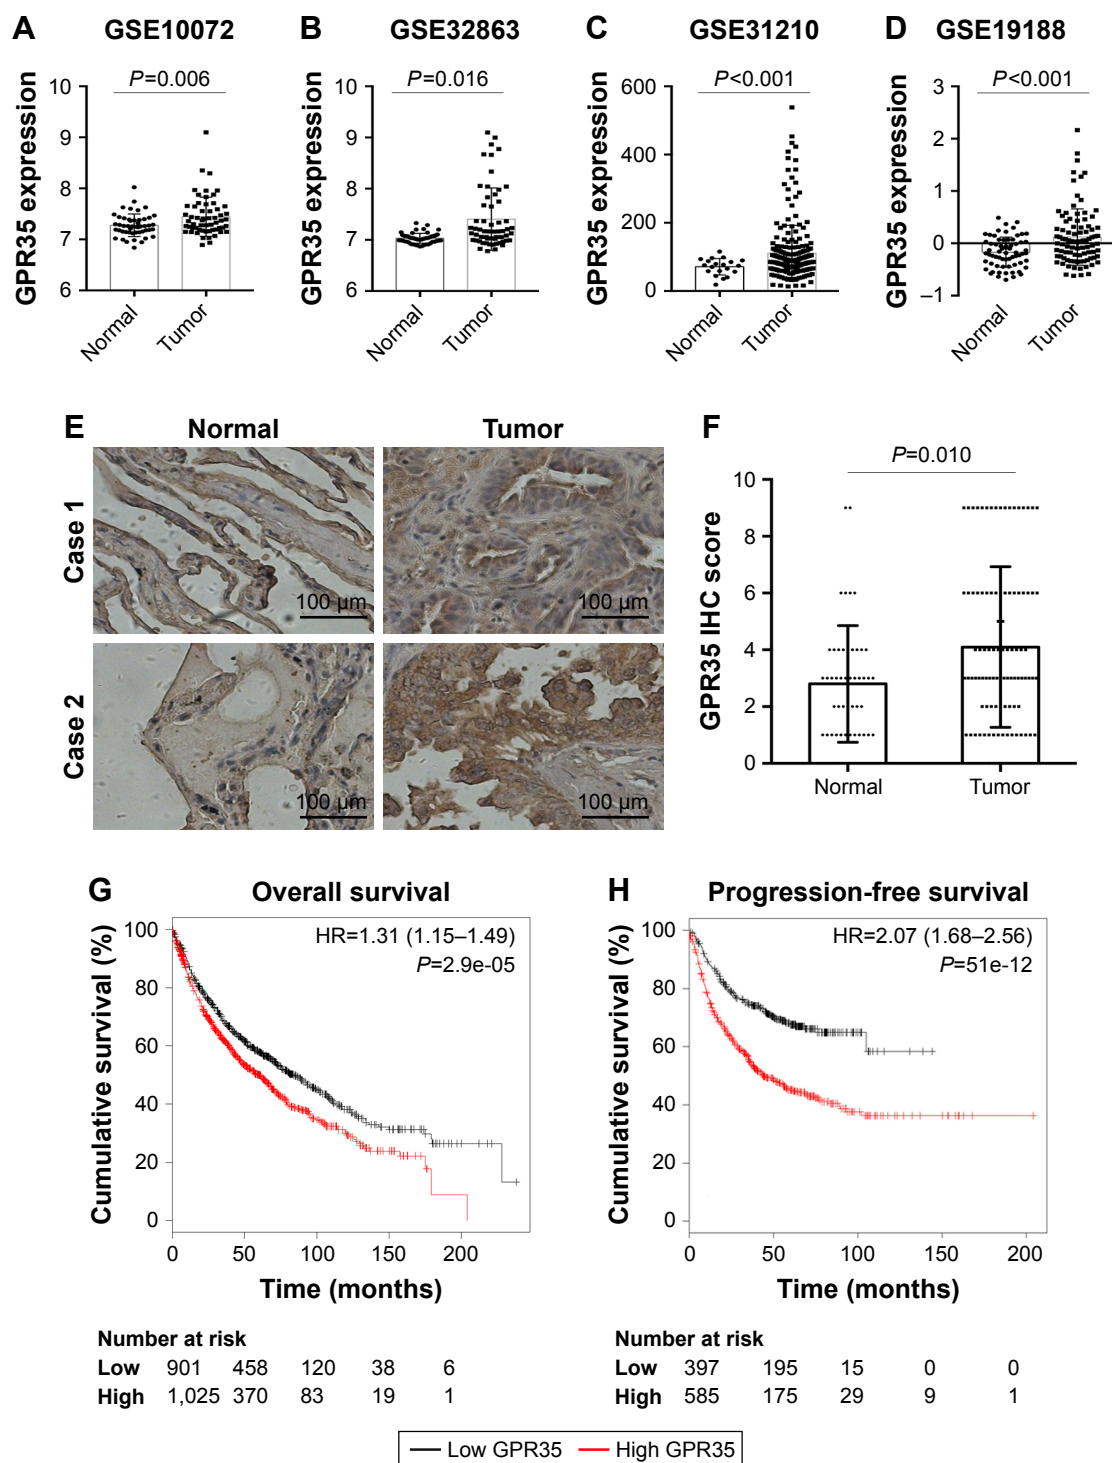 A GSE10072
P=0.006
GPR35 expression
10
9
8
7
6
Normal
Tumor
B GSE32863
P=0.016
GPR35 expression
10
9
8
7
6
Normal
Tumor
C GSE31210
P<0.001
GPR35 expression
600
400
200
0
Normal
Tumor
D GSE19188
P<0.001
GPR35 expression
3
2
1
0
–1
Normal
Tumor
E
Normal
Tumor
Case 1
100 µm
100 µm
Case 2
100 µm
100 µm
F
P=0.010
GPR35 IHC score
10
8
6
4
2
0
Normal
Tumor
G Overall survival
HR=1.31 (1.15–1.49)
P=2.9e-05
Cumulative survival (%)
100
80
60
40
20
0
0 50 100 150 200
Time (months)
Number at risk
Low 901 458 120 38 6
High 1,025 370 83 19 1
H Progression-free survival
HR=2.07 (1.68–2.56)
P=51e-12
Cumulative survival (%)
100
80
60
40
20
0
0 50 100 150 200
Time (months)
Number at risk
Low 397 195 15 0 0
High 585 175 29 9 1
Low GPR35 High GPR35